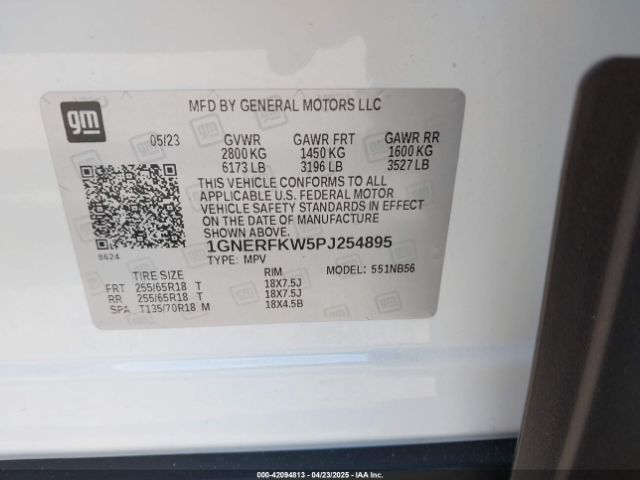 gm
MFD BY GENERAL MOTORS LLC
05/23 GVWR GAWR FRT GAWR RR
2800 KG 1450 KG 1600 KG
6173 LB 3196 LB 3527 LB
THIS VEHICLE CONFORMS TO ALL
APPLICABLE U.S. FEDERAL MOTOR
VEHICLE SAFETY STANDARDS IN EFFECT
ON THE DATE OF MANUFACTURE
SHOWN ABOVE.
1GNERFKW5PJ254895
9624
TYPE: MPV MODEL: 551NB56
TIRE SIZE RIM
FRT 255/65R18 T 18X7.5J
RR 255/65R18 T 18X7.5J
SPA T135/70R18 M 18X4.5B
000-42094813 - 04/23/2025 - IAA Inc.